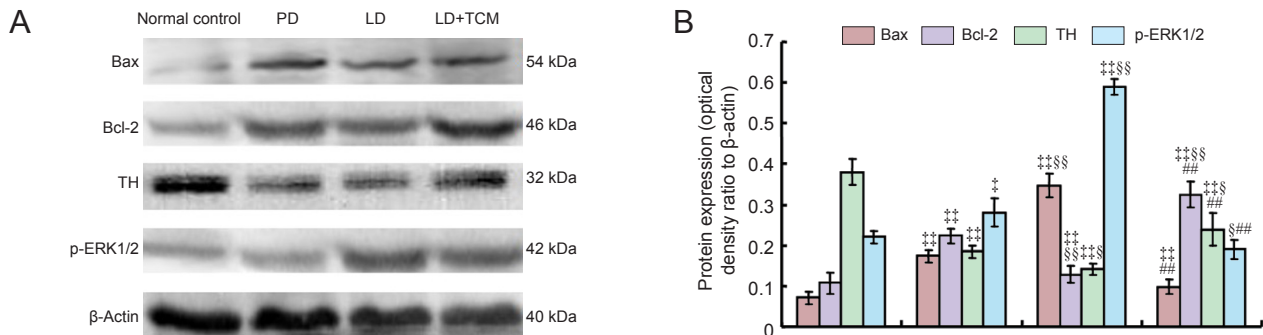 A
Normal control PD LD LD+TCM
Bax 54 kDa
Bcl-2 46 kDa
TH 32 kDa
p-ERK1/2 42 kDa
β-Actin 40 kDa
B
Bax Bcl-2 TH p-ERK1/2
Protein expression (optical
density ratio to β-actin)
0.7
0.6
0.5
0.4
0.3
0.2
0.1
0
‡‡
‡‡
‡‡
‡
‡‡§§
‡‡
§§
‡‡§
‡‡§§
‡‡
##
‡‡§§
##
‡‡§
##
§##